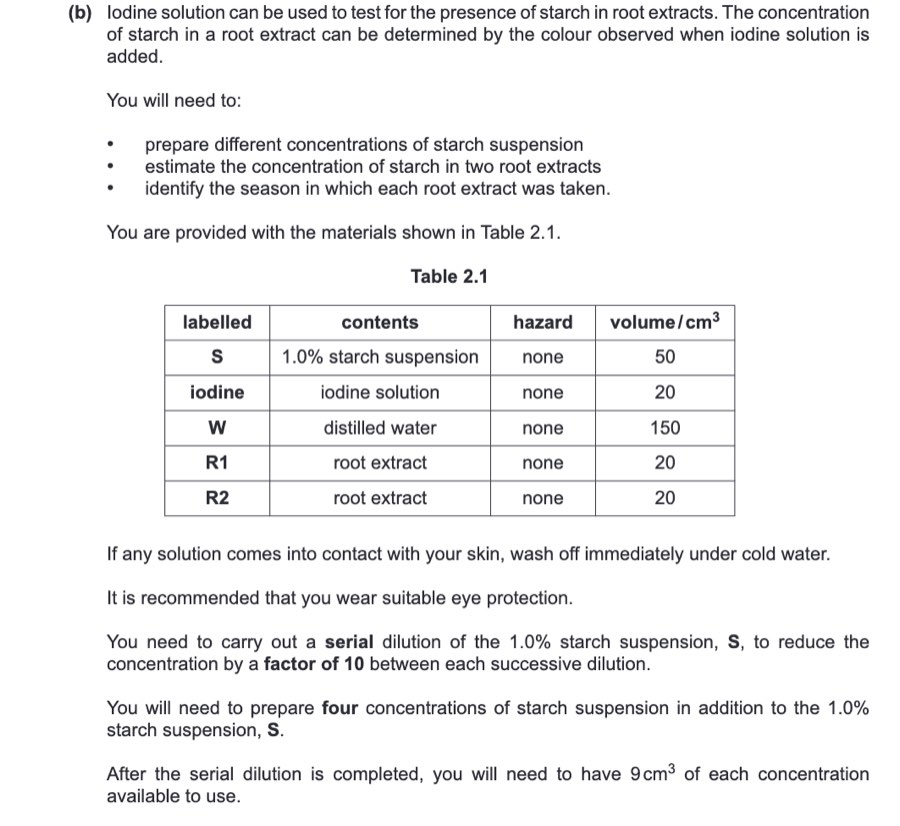 (b) Iodine solution can be used to test for the presence of starch in root extracts. The concentration
of starch in a root extract can be determined by the colour observed when iodine solution is
added.
You will need to:
• prepare different concentrations of starch suspension
• estimate the concentration of starch in two root extracts
• identify the season in which each root extract was taken.
You are provided with the materials shown in Table 2.1.
Table 2.1
labelled contents hazard volume/cm³
S 1.0% starch suspension none 50
iodine iodine solution none 20
W distilled water none 150
R1 root extract none 20
R2 root extract none 20
If any solution comes into contact with your skin, wash off immediately under cold water.
It is recommended that you wear suitable eye protection.
You need to carry out a serial dilution of the 1.0% starch suspension, S, to reduce the
concentration by a factor of 10 between each successive dilution.
You will need to prepare four concentrations of starch suspension in addition to the 1.0%
starch suspension, S.
After the serial dilution is completed, you will need to have 9 cm³ of each concentration
available to use.